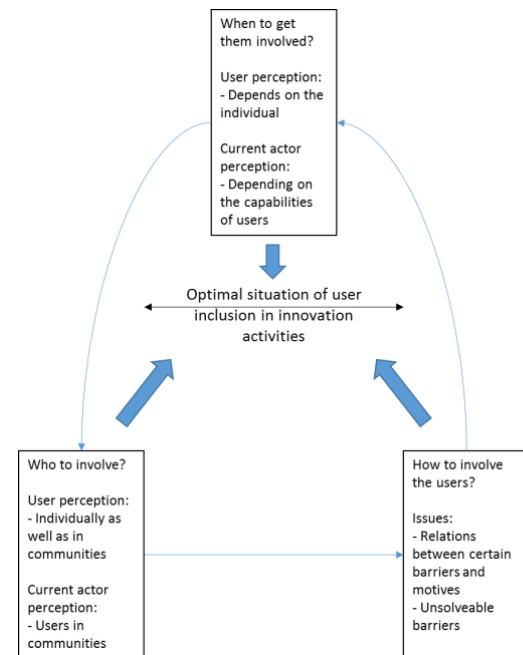 When to get
them involved?
User perception:
- Depends on the
individual
Current actor
perception:
- Depending on
the capabilities
of users
Optimal situation of user
inclusion in innovation
activities
Who to involve?
User perception:
- Individually as
well as in
communities
Current actor
perception:
- Users in
communities
How to involve
the users?
Issues:
- Relations
between certain
barriers and
motives
- Unsolveable
barriers